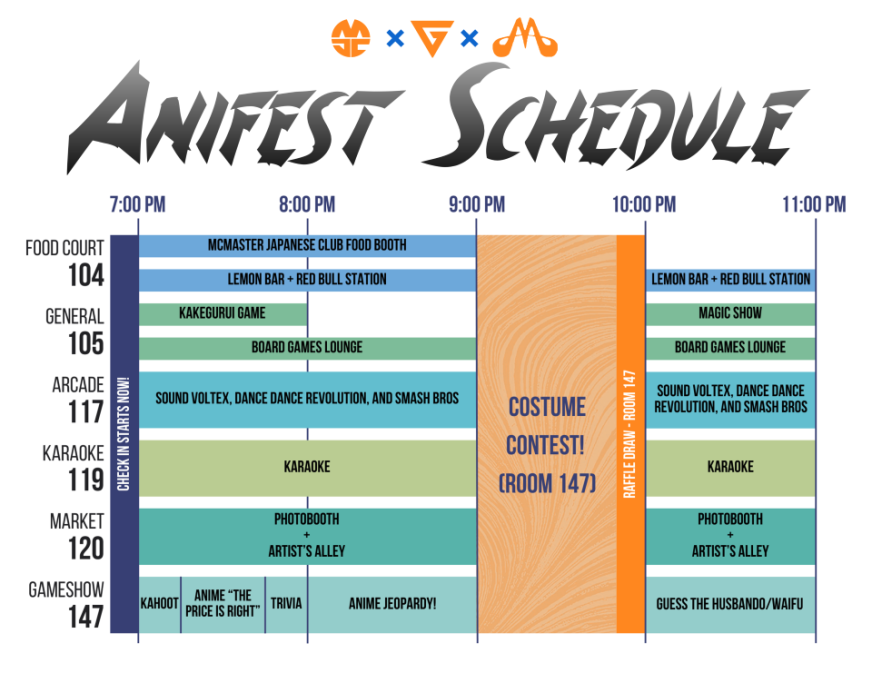 MJC × G × M
ANIFEST SCHEDULE
7:00 PM 8:00 PM 9:00 PM 10:00 PM 11:00 PM
CHECK IN STARTS NOW!
FOOD COURT
104
MCMASTER JAPANESE CLUB FOOD BOOTH
LEMON BAR + RED BULL STATION
LEMON BAR + RED BULL STATION
GENERAL
105
KAKEGURUI GAME
MAGIC SHOW
BOARD GAMES LOUNGE
BOARD GAMES LOUNGE
ARCADE
117
SOUND VOLTEX, DANCE DANCE REVOLUTION, AND SMASH BROS
SOUND VOLTEX, DANCE DANCE
REVOLUTION, AND SMASH BROS
KARAOKE
119
KARAOKE
KARAOKE
MARKET
120
PHOTOBOOTH
+
ARTIST'S ALLEY
PHOTOBOOTH
+
ARTIST'S ALLEY
GAMESHOW
147
KAHOOT
ANIME “THE
PRICE IS RIGHT”
TRIVIA
ANIME JEOPARDY!
GUESS THE HUSBANDO/WAIFU
COSTUME
CONTEST!
(ROOM 147)
RAFFLE DRAW - ROOM 147